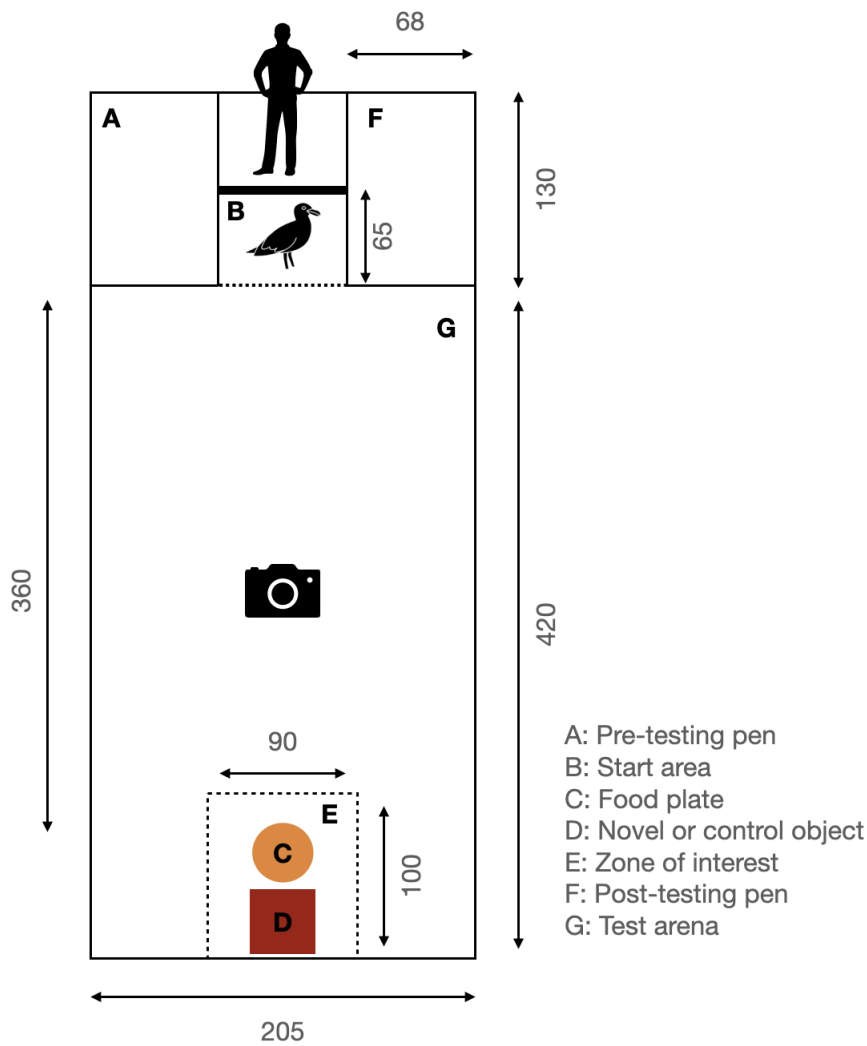 68
A
F
130
B
65
G
360
420
90
E
C
100
D
205
A: Pre-testing pen
B: Start area
C: Food plate
D: Novel or control object
E: Zone of interest
F: Post-testing pen
G: Test arena